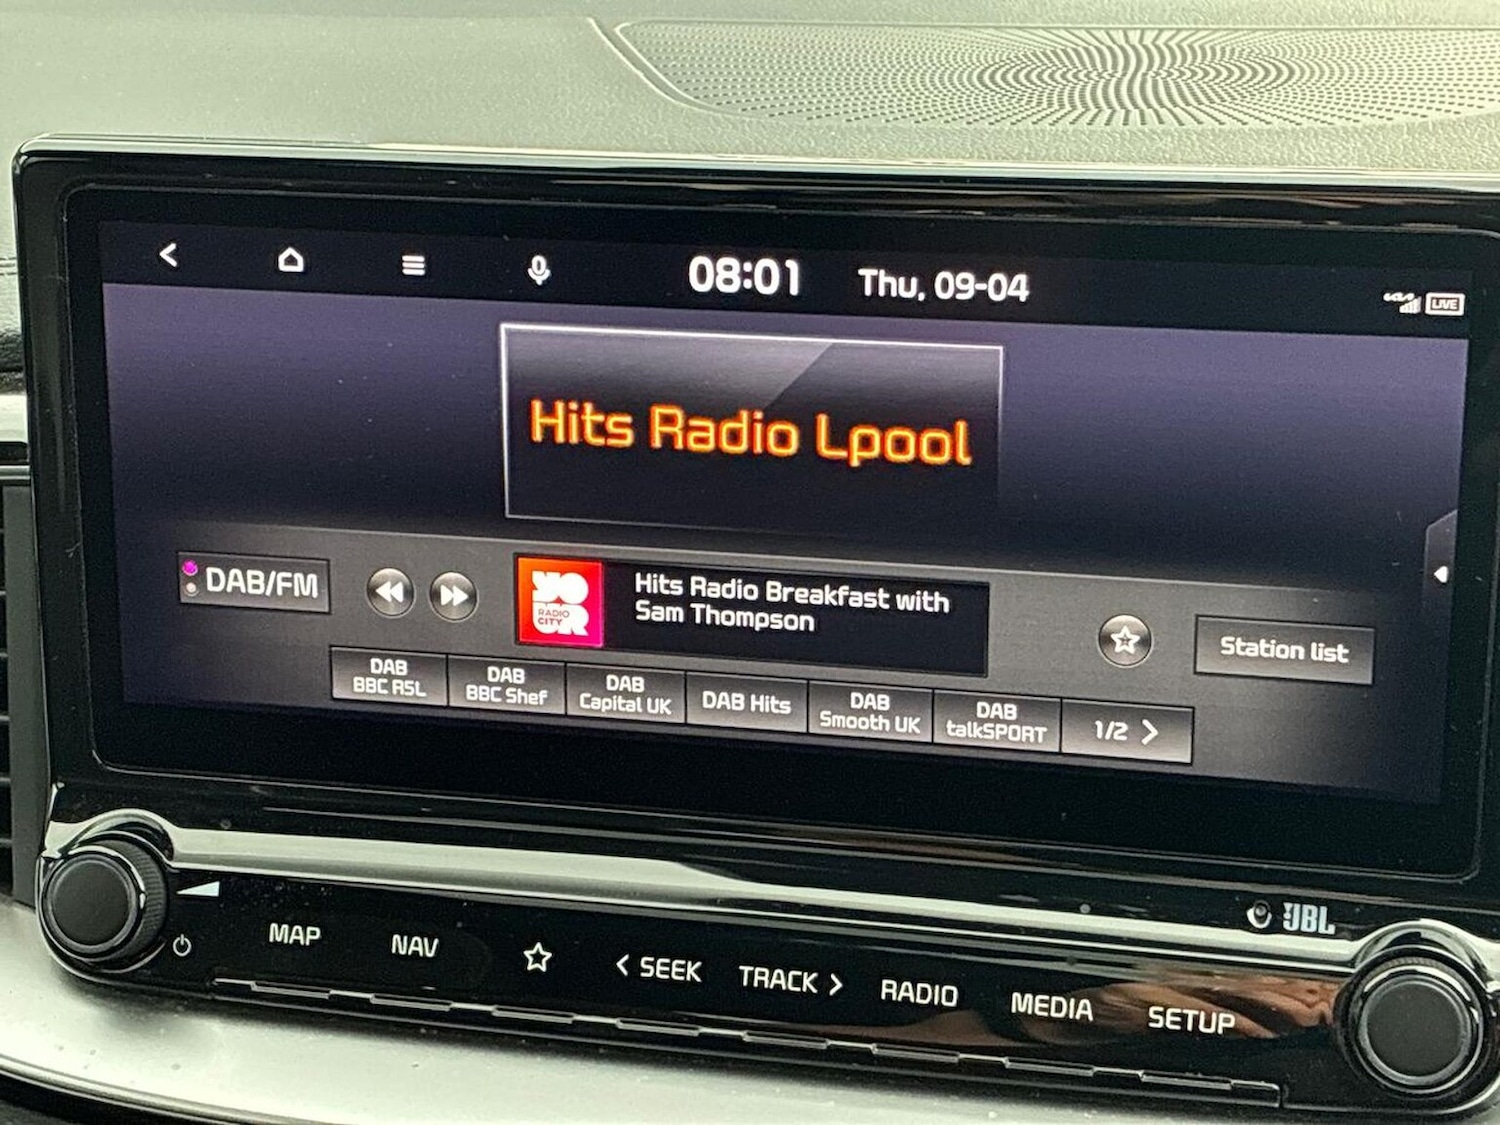 08:01 Thu, 09-04
LIVE
Hits Radio Lpool
DAB/FM
YO
RADIO
CITY
UR
Hits Radio Breakfast with
Sam Thompson
Station list
DAB
BBC R5L
DAB
BBC Shef
DAB
Capital UK
DAB Hits
DAB
Smooth UK
DAB
talkSPORT
1/2 >
JBL
MAP NAV < SEEK TRACK > RADIO MEDIA SETUP